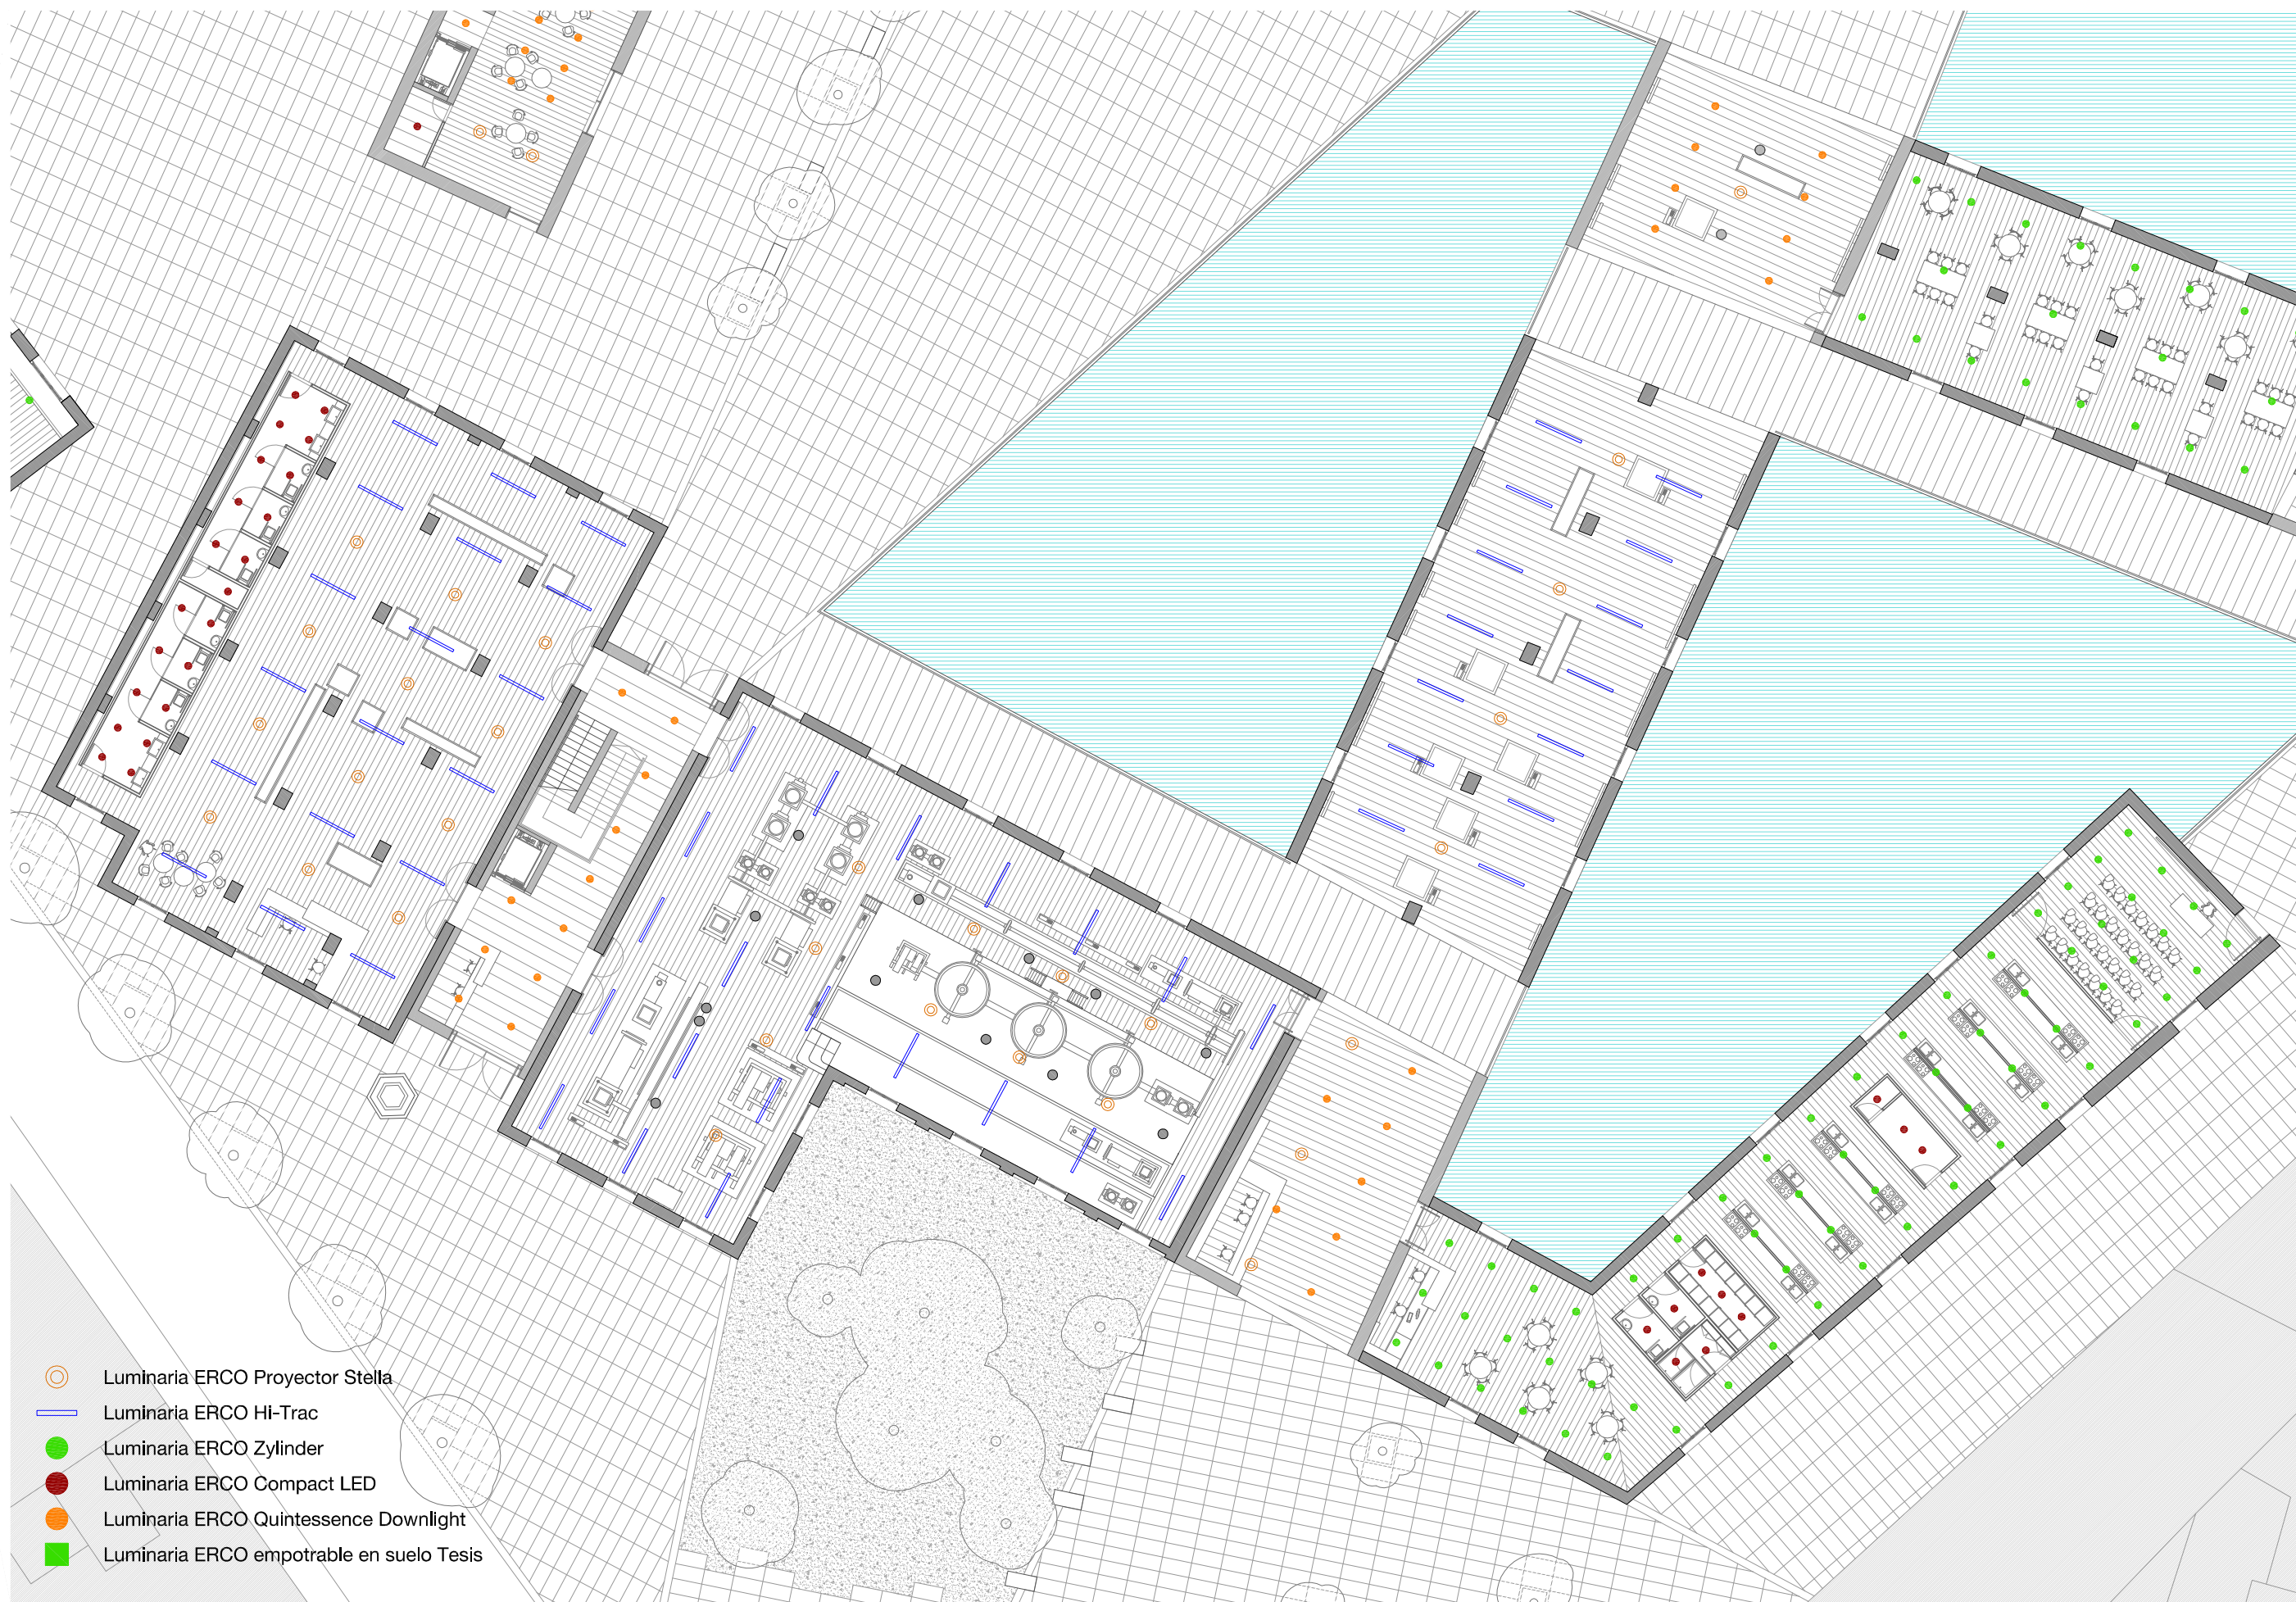 Luminaria ERCO Proyector Stella
Luminaria ERCO Hi-Trac
Luminaria ERCO Zylinder
Luminaria ERCO Compact LED
Luminaria ERCO Quintessence Downlight
Luminaria ERCO empotrable en suelo Tesis